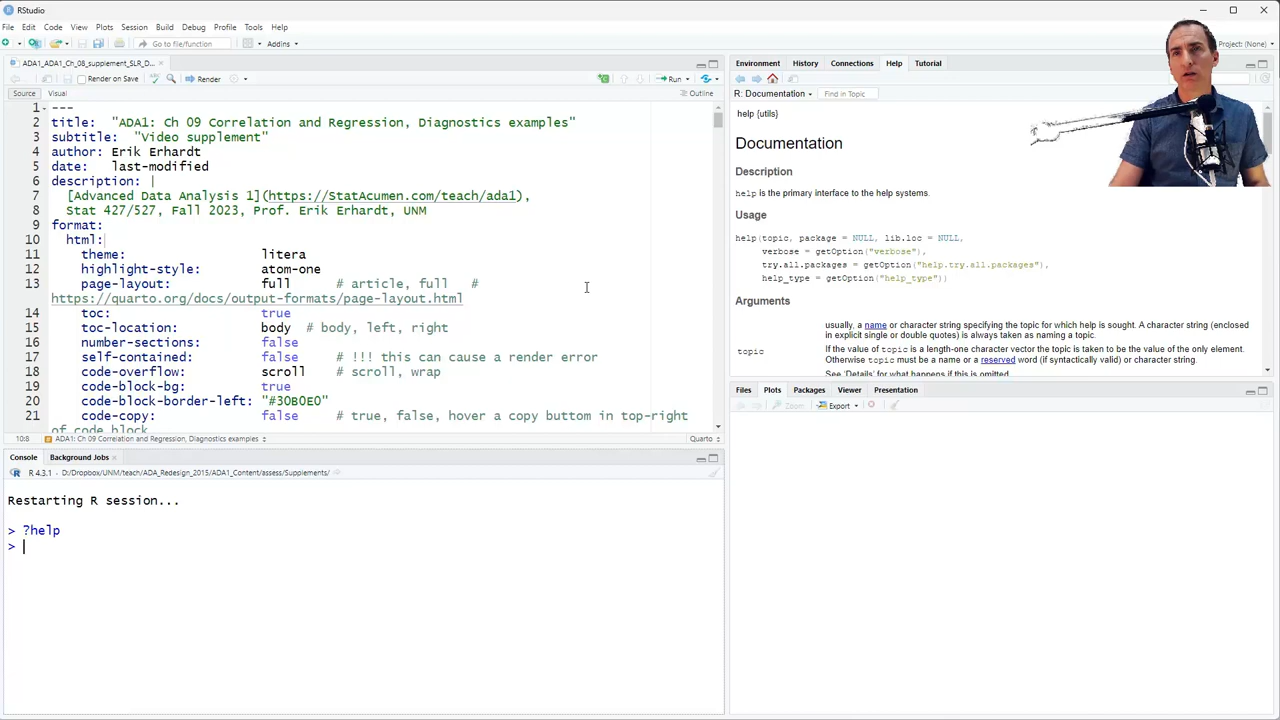 RStudio
File Edit Code View Plots Session Build Debug Profile Tools Help
Go to file/function
Addins
Project: (None)
ADA1_ADA1_Ch_08_supplement_SLR_D...
Render on Save
Render
Run
Source Visual
Outline
1 ---
2 title: "ADA1: Ch 09 Correlation and Regression, Diagnostics examples"
3 subtitle: "Video supplement"
4 author: Erik Erhardt
5 date: last-modified
6 description: |
7 [Advanced Data Analysis 1](https://StatAcumen.com/teach/ada1),
8 Stat 427/527, Fall 2023, Prof. Erik Erhardt, UNM
9 format:
10 html:
11 theme: litera
12 highlight-style: atom-one
13 page-layout: full # article, full #
https://quarto.org/docs/output-formats/page-layout.html
14 toc: true
15 toc-location: body # body, left, right
16 number-sections: false
17 self-contained: false # !!! this can cause a render error
18 code-overflow: scroll # scroll, wrap
19 code-block-bg: true
20 code-block-border-left: "#30B0E0"
21 code-copy: false # true, false, hover a copy buttom in top-right
of code block
10:8 ADA1: Ch 09 Correlation and Regression, Diagnostics examples Quarto
Console Background Jobs
R 4.3.1 · D:/Dropbox/UNM/teach/ADA_Redesign_2015/ADA1_Content/assess/Supplements/
Restarting R session...
> ?help
>
Environment History Connections Help Tutorial
R: Documentation Find in Topic
help {utils}
Documentation
Description
help is the primary interface to the help systems.
Usage
help(topic, package = NULL, lib.loc = NULL,
verbose = getOption("verbose"),
try.all.packages = getOption("help.try.all.packages"),
help_type = getOption("help_type"))
Arguments
topic
usually, a name or character string specifying the topic for which help is sought. A character string (enclosed
in explicit single or double quotes) is always taken as naming a topic.
If the value of topic is a length-one character vector the topic is taken to be the value of the only element.
Otherwise topic must be a name or a reserved word (if syntactically valid) or character string.
See 'Details' for what happens if this is omitted.
Files Plots Packages Viewer Presentation
Zoom Export